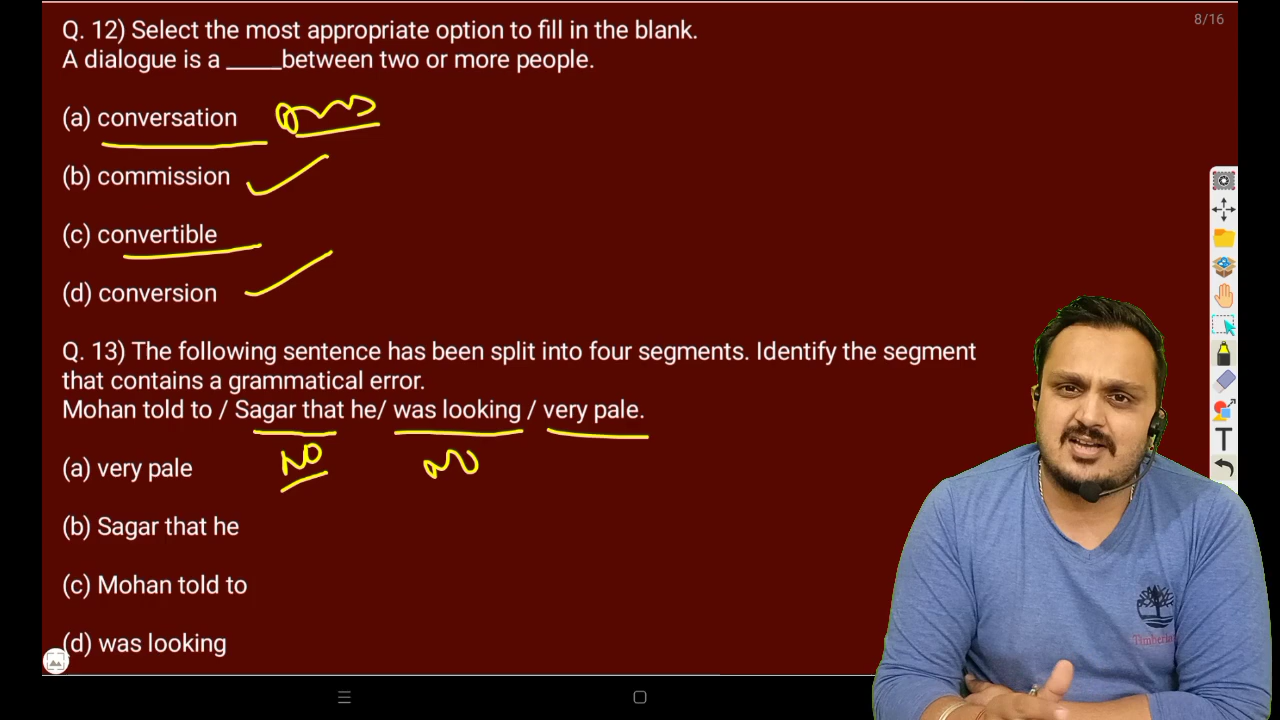 8/16
Q. 12) Select the most appropriate option to fill in the blank.
A dialogue is a _____between two or more people.
(a) conversation
(b) commission
(c) convertible
(d) conversion
Q. 13) The following sentence has been split into four segments. Identify the segment
that contains a grammatical error.
Mohan told to / Sagar that he/ was looking / very pale.
NO
NO
(a) very pale
(b) Sagar that he
(c) Mohan told to
(d) was looking
T